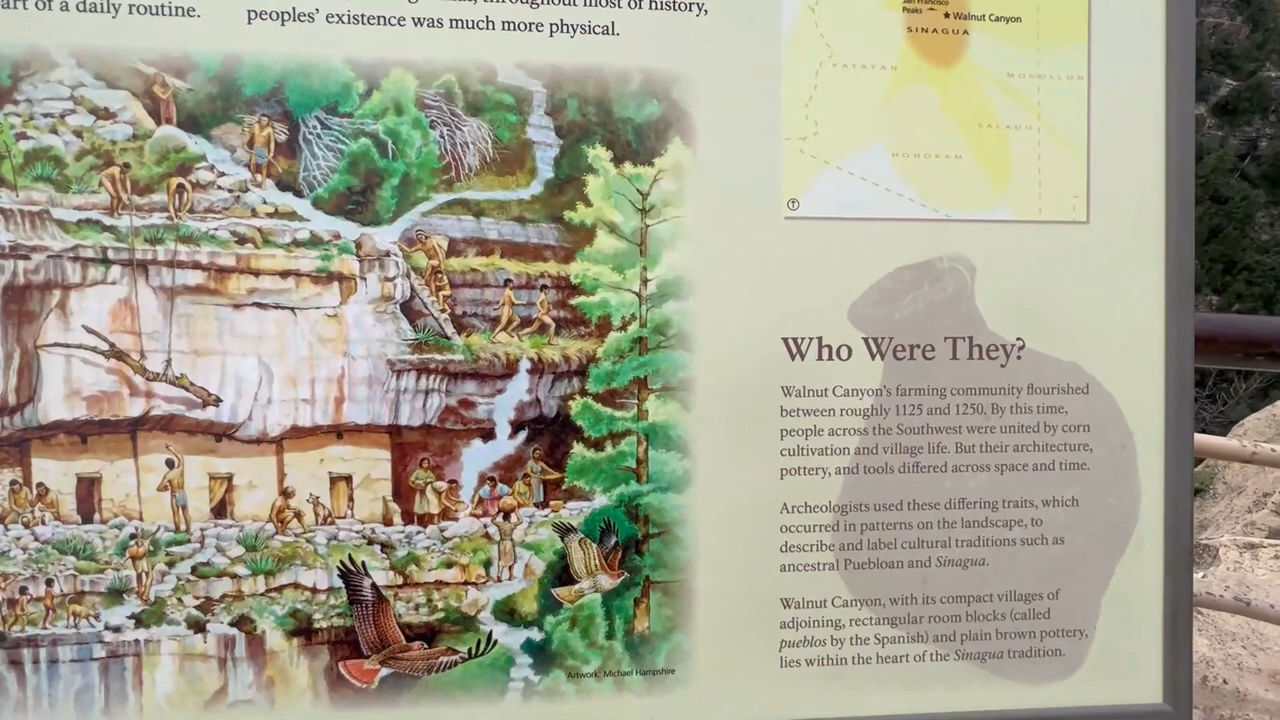 art of a daily routine.
throughout most of history,
peoples' existence was much more physical.
San Francisco
Peaks
Walnut Canyon
SINAGUA
PATAYAN
MOGOLLON
SALADO
HOHOKAM
Who Were They?
Walnut Canyon's farming community flourished
between roughly 1125 and 1250. By this time,
people across the Southwest were united by corn
cultivation and village life. But their architecture,
pottery, and tools differed across space and time.
Archeologists used these differing traits, which
occurred in patterns on the landscape, to
describe and label cultural traditions such as
ancestral Puebloan and Sinagua.
Walnut Canyon, with its compact villages of
adjoining, rectangular room blocks (called
pueblos by the Spanish) and plain brown pottery,
lies within the heart of the Sinagua tradition.
Artwork: Michael Hampshire